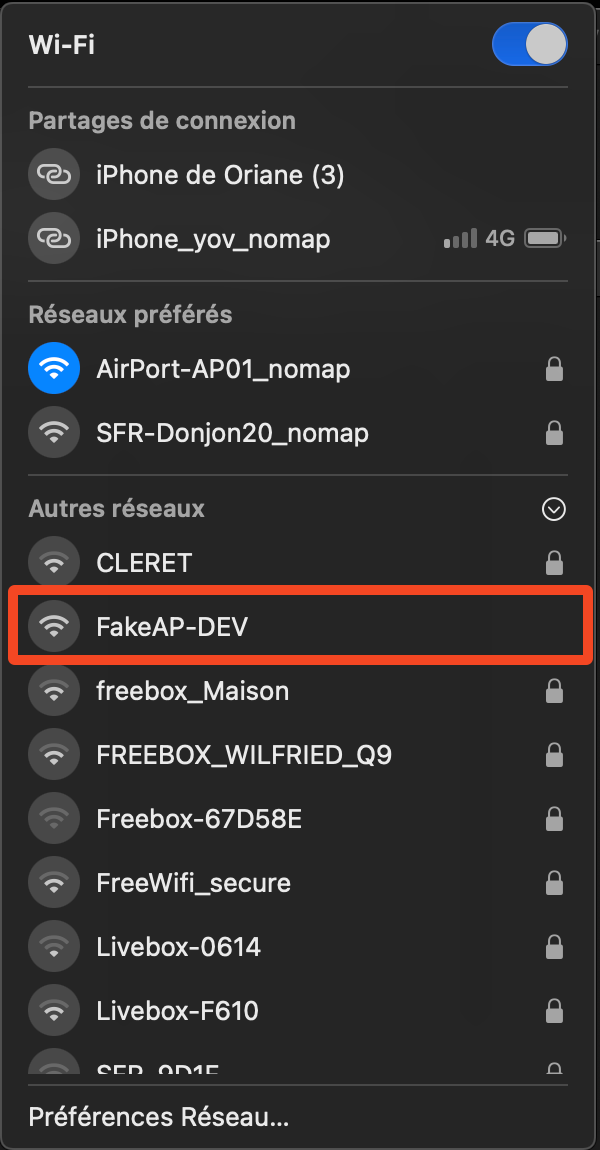 Wi-Fi
Partages de connexion
iPhone de Oriane (3)
iPhone_yov_nomap 4G
Réseaux préférés
AirPort-AP01_nomap
SFR-Donjon20_nomap
Autres réseaux
CLERET
FakeAP-DEV
freebox_Maison
FREEBOX_WILFRIED_Q9
Freebox-67D58E
FreeWifi_secure
Livebox-0614
Livebox-F610
Préférences Réseau...